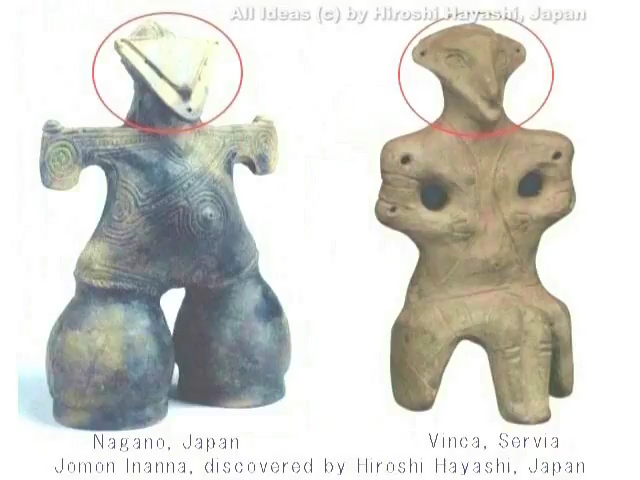 All Ideas (c) by Hiroshi Hayashi, Japan
Nagano, Japan
Vinca, Servia
Jomon Inanna, discovered by Hiroshi Hayashi, Japan